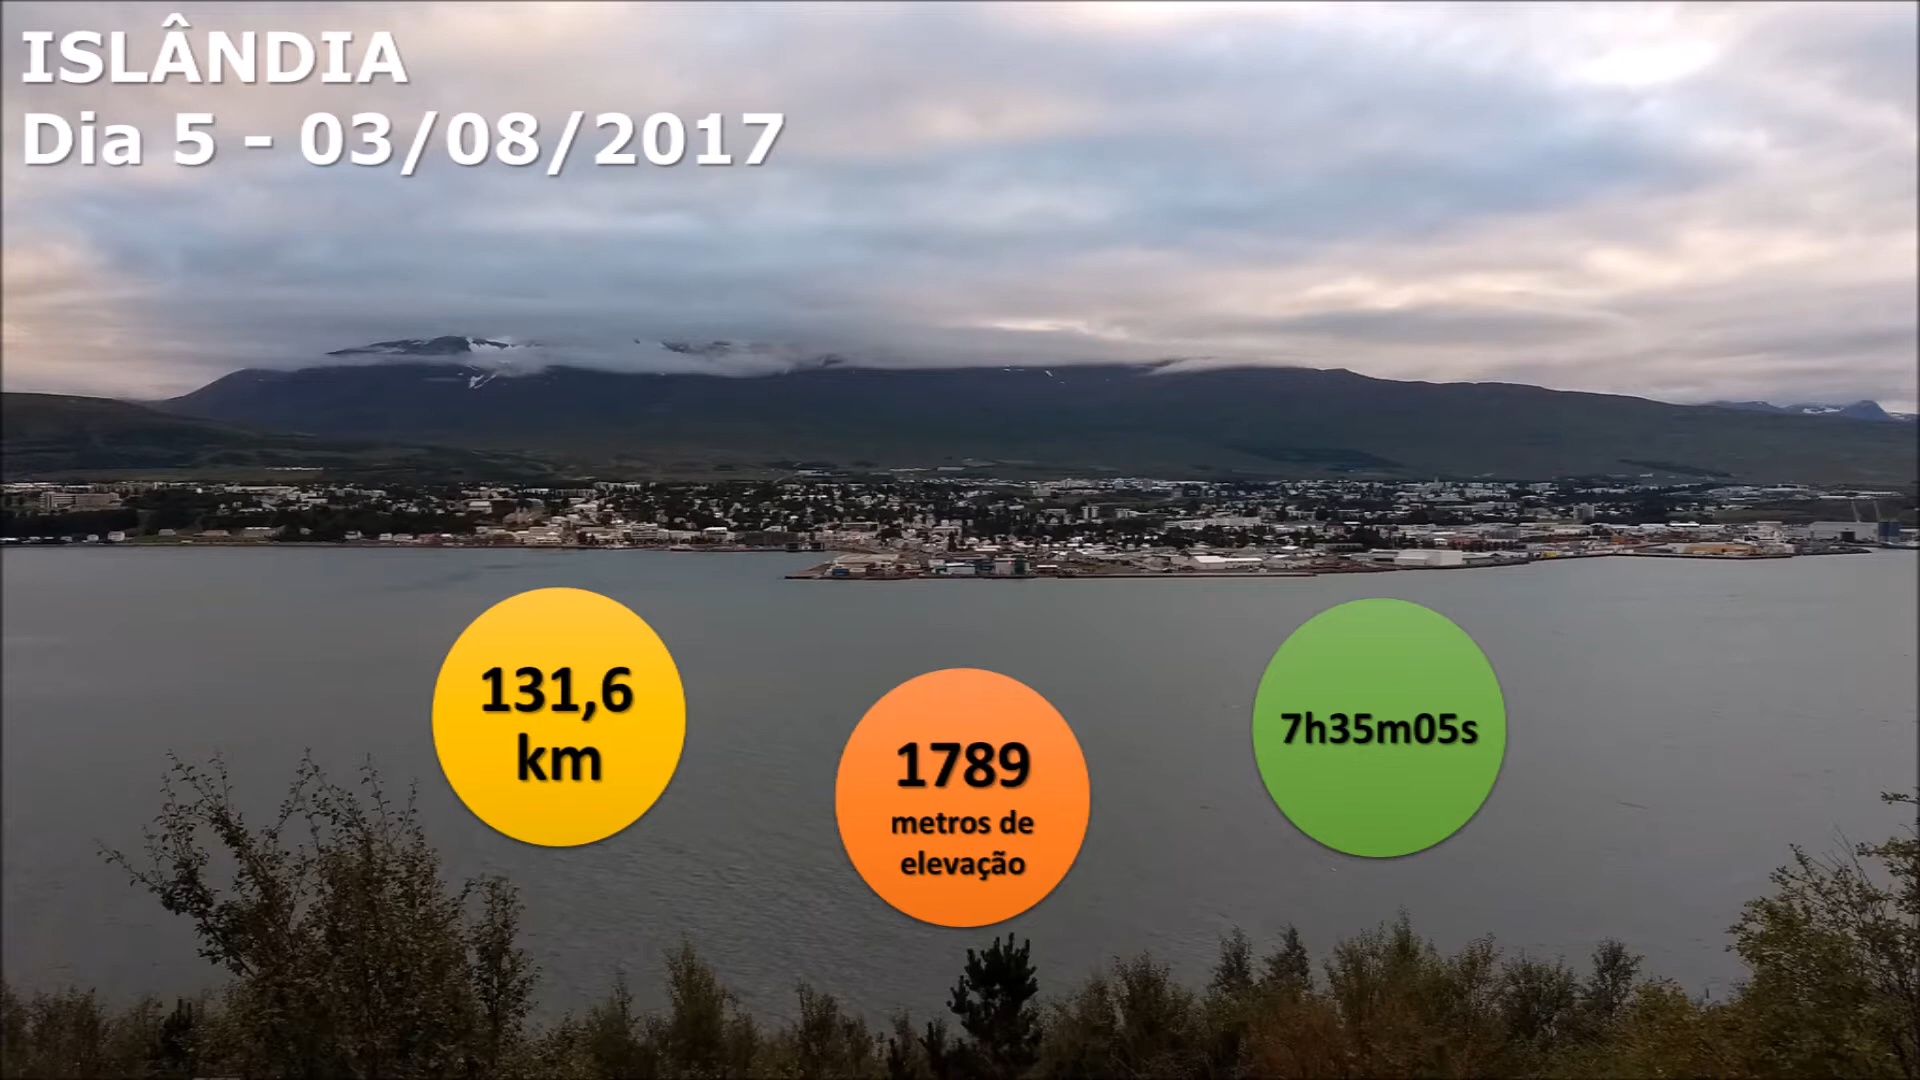 ISLÂNDIA
Dia 5 - 03/08/2017
131,6
km
1789
metros de
elevação
7h35m05s